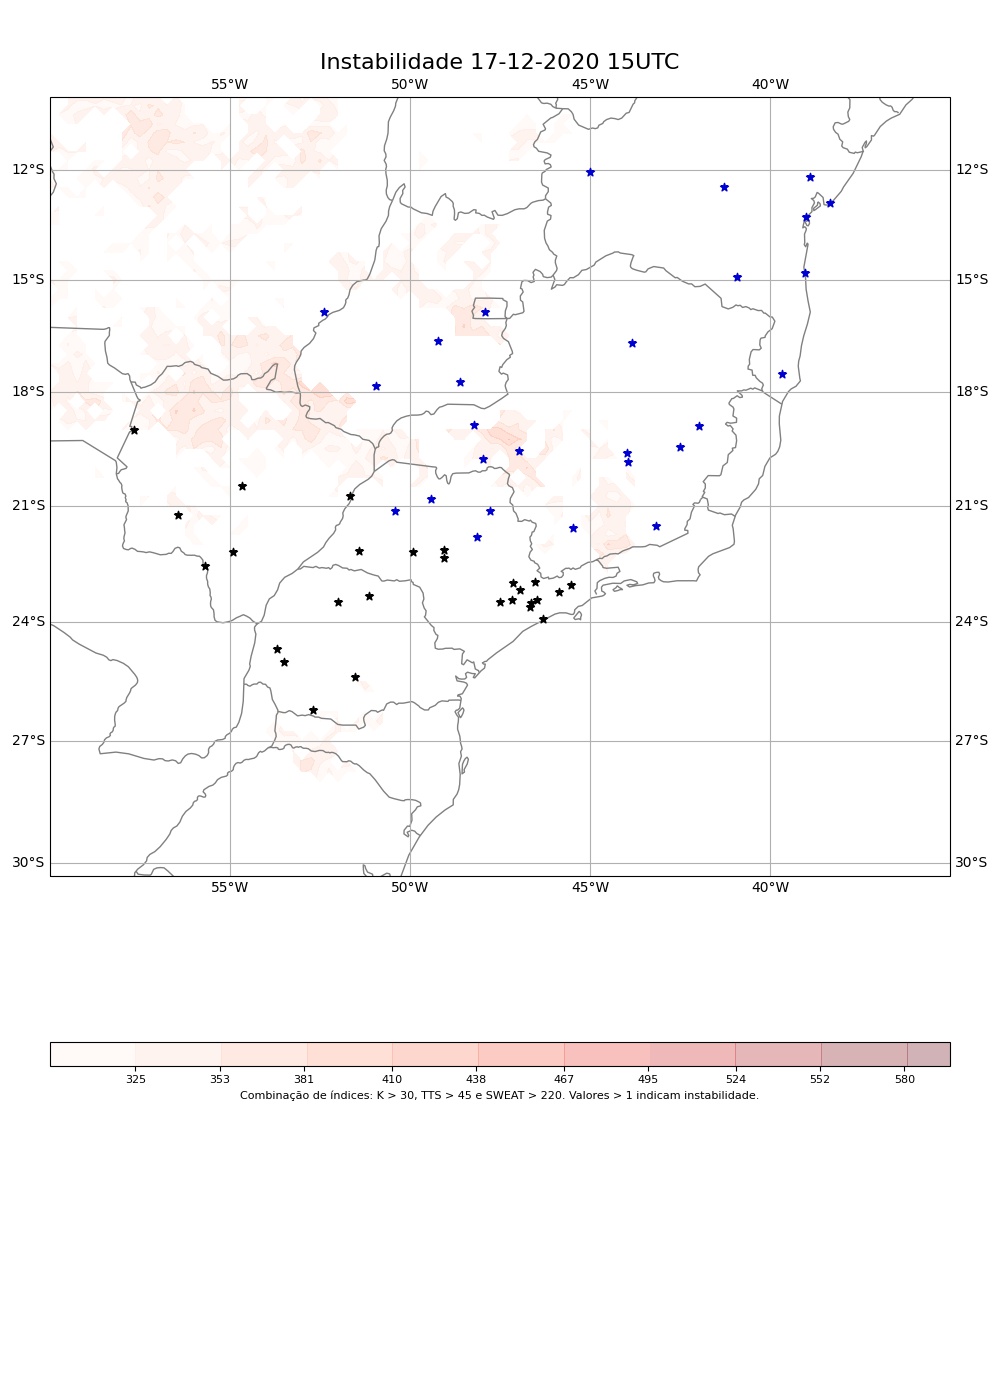 Instabilidade 17-12-2020 15UTC
55°W 50°W 45°W 40°W
12°S 12°S
15°S 15°S
18°S 18°S
21°S 21°S
24°S 24°S
27°S 27°S
30°S 30°S
55°W 50°W 45°W 40°W
325 353 381 410 438 467 495 524 552 580
Combinação de índices: K > 30, TTS > 45 e SWEAT > 220. Valores > 1 indicam instabilidade.